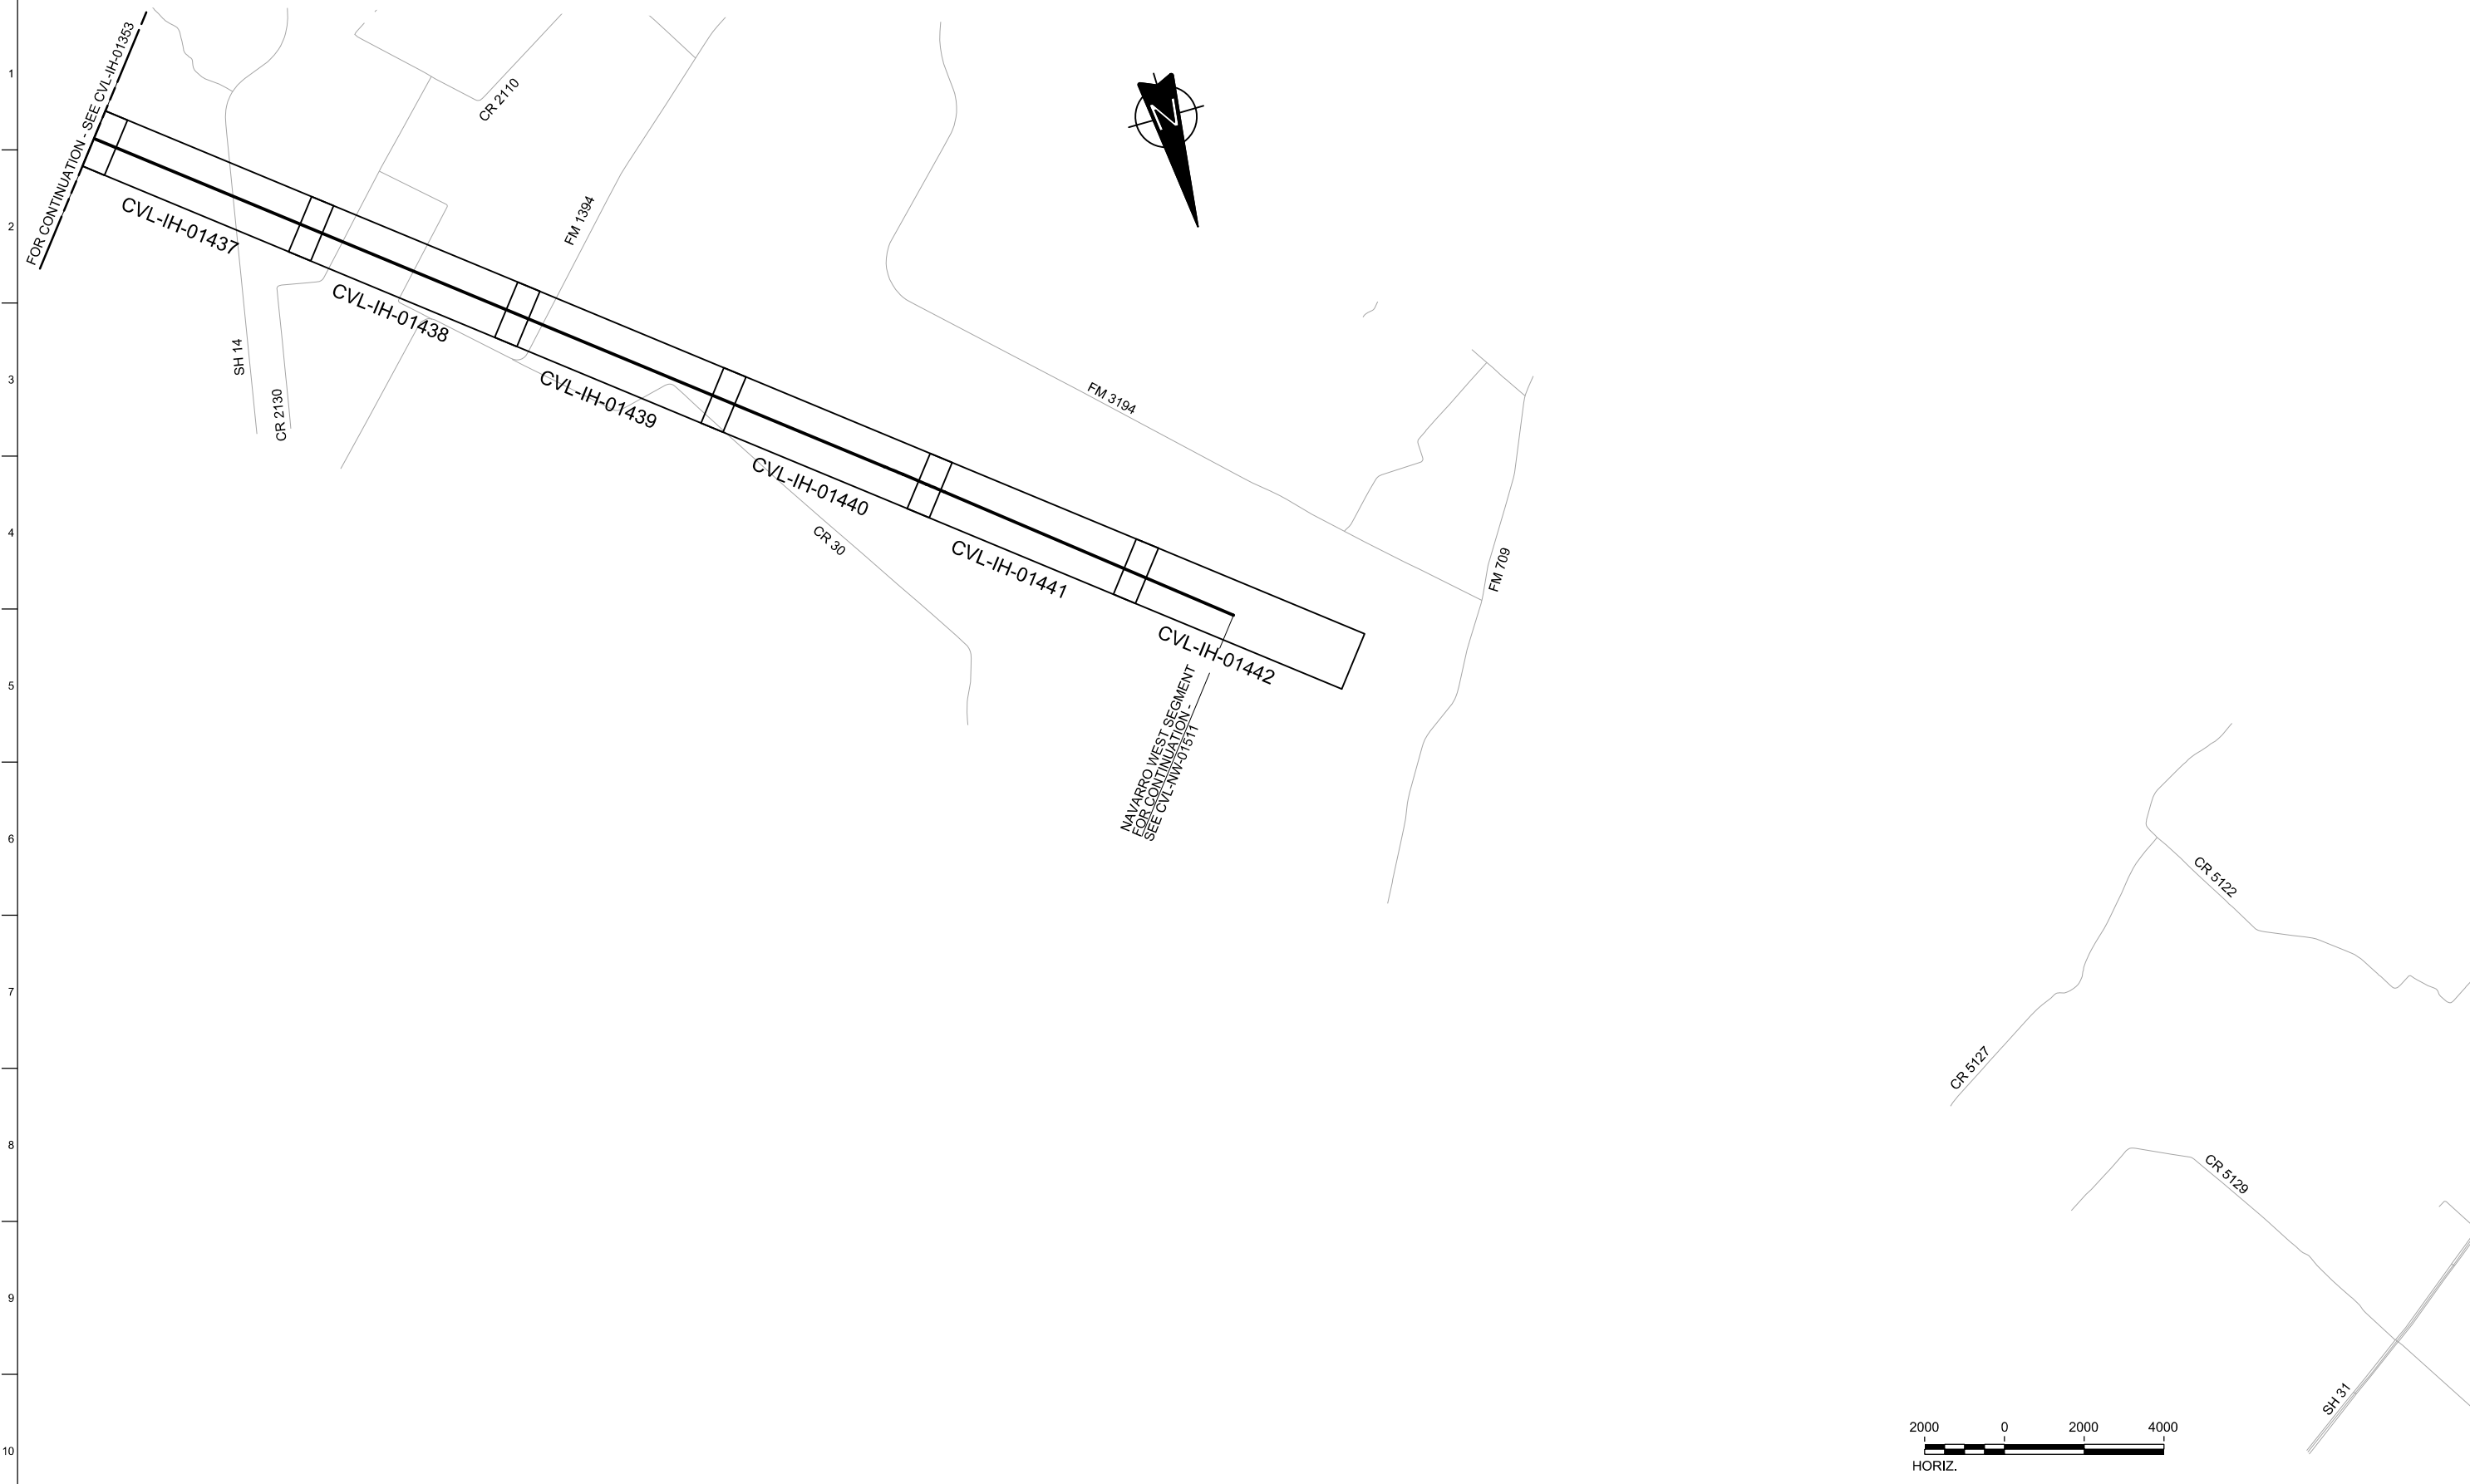 1
2
3
4
5
6
7
8
9
10
FOR CONTINUATION - SEE CVL-IH-01353
CR 2110
N
FM 1394
CVL-IH-01437
CVL-IH-01438
SH 14
CR 2130
CVL-IH-01439
FM 3194
CVL-IH-01440
CR 30
CVL-IH-01441
FM 709
CVL-IH-01442
NAVARRO WEST SEGMENT
FOR CONTINUATION -
SEE CVL-NW-01511
CR 5122
CR 5127
CR 5129
SH 31
2000 0 2000 4000
HORIZ.